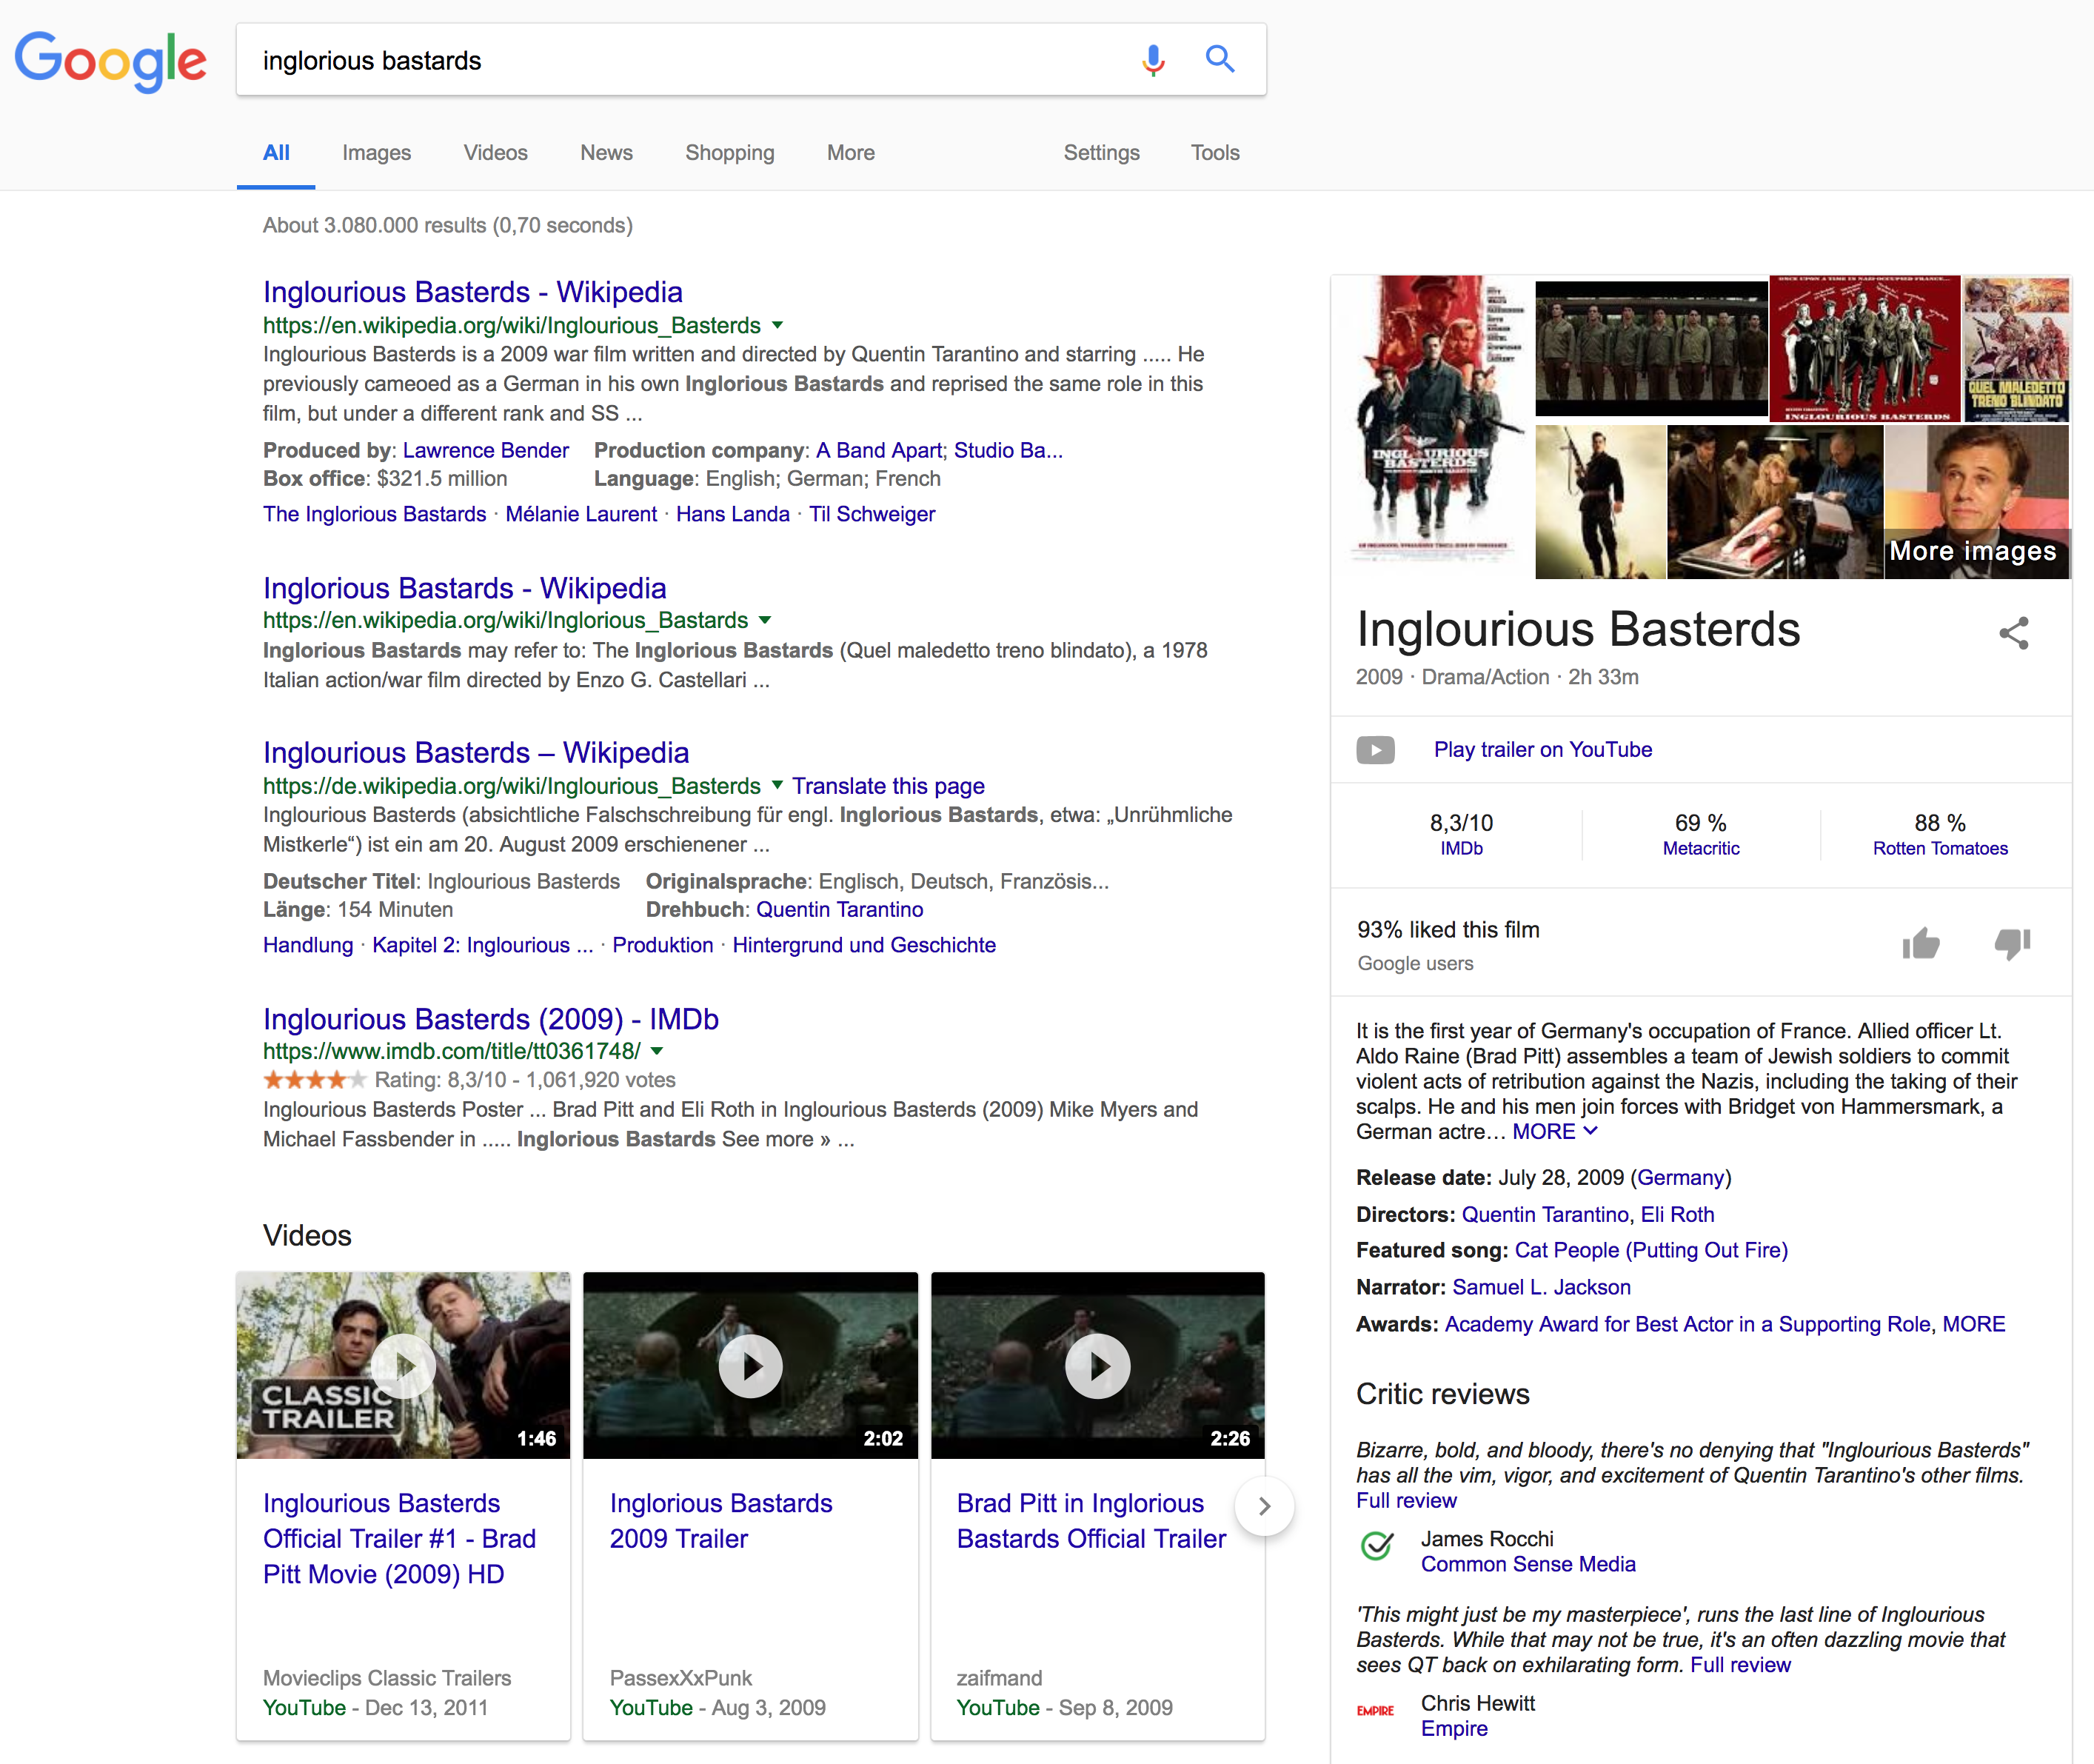 Google
inglorious bastards
All Images Videos News Shopping More Settings Tools
About 3.080.000 results (0,70 seconds)
Inglourious Basterds - Wikipedia
https://en.wikipedia.org/wiki/Inglourious_Basterds
Inglourious Basterds is a 2009 war film written and directed by Quentin Tarantino and starring ..... He
previously cameoed as a German in his own Inglorious Bastards and reprised the same role in this
film, but under a different rank and SS ...
Produced by: Lawrence Bender Production company: A Band Apart; Studio Ba...
Box office: $321.5 million Language: English; German; French
The Inglorious Bastards · Mélanie Laurent · Hans Landa · Til Schweiger
Inglorious Bastards - Wikipedia
https://en.wikipedia.org/wiki/Inglorious_Bastards
Inglorious Bastards may refer to: The Inglorious Bastards (Quel maledetto treno blindato), a 1978
Italian action/war film directed by Enzo G. Castellari ...
Inglourious Basterds – Wikipedia
https://de.wikipedia.org/wiki/Inglourious_Basterds Translate this page
Inglourious Basterds (absichtliche Falschschreibung für engl. Inglorious Bastards, etwa: „Unrühmliche
Mistkerle“) ist ein am 20. August 2009 erschienener ...
Deutscher Titel: Inglourious Basterds Originalsprache: Englisch, Deutsch, Französis...
Länge: 154 Minuten Drehbuch: Quentin Tarantino
Handlung · Kapitel 2: Inglourious ... · Produktion · Hintergrund und Geschichte
Inglourious Basterds (2009) - IMDb
https://www.imdb.com/title/tt0361748/
Rating: 8,3/10 - 1,061,920 votes
Inglourious Basterds Poster ... Brad Pitt and Eli Roth in Inglourious Basterds (2009) Mike Myers and
Michael Fassbender in ..... Inglorious Bastards See more » ...
Videos
CLASSIC
TRAILER
1:46
2:02
2:26
Inglourious Basterds
Official Trailer #1 - Brad
Pitt Movie (2009) HD
Movieclips Classic Trailers
YouTube - Dec 13, 2011
Inglorious Bastards
2009 Trailer
PassexXxPunk
YouTube - Aug 3, 2009
Brad Pitt in Inglorious
Bastards Official Trailer
zaifmand
YouTube - Sep 8, 2009
INGLOURIOUS
BASTERDS
ONCE UPON A TIME IN NAZI-OCCUPIED FRANCE...
INGLOURIOUS BASTERDS
QUEL MALEDETTO
TRENO BLINDATO
More images
Inglourious Basterds
2009 · Drama/Action · 2h 33m
Play trailer on YouTube
8,3/10 69 % 88 %
IMDb Metacritic Rotten Tomatoes
93% liked this film
Google users
It is the first year of Germany's occupation of France. Allied officer Lt.
Aldo Raine (Brad Pitt) assembles a team of Jewish soldiers to commit
violent acts of retribution against the Nazis, including the taking of their
scalps. He and his men join forces with Bridget von Hammersmark, a
German actre… MORE
Release date: July 28, 2009 (Germany)
Directors: Quentin Tarantino, Eli Roth
Featured song: Cat People (Putting Out Fire)
Narrator: Samuel L. Jackson
Awards: Academy Award for Best Actor in a Supporting Role, MORE
Critic reviews
Bizarre, bold, and bloody, there's no denying that "Inglourious Basterds"
has all the vim, vigor, and excitement of Quentin Tarantino's other films.
Full review
James Rocchi
Common Sense Media
'This might just be my masterpiece', runs the last line of Inglourious
Basterds. While that may not be true, it's an often dazzling movie that
sees QT back on exhilarating form. Full review
EMPIRE
Chris Hewitt
Empire